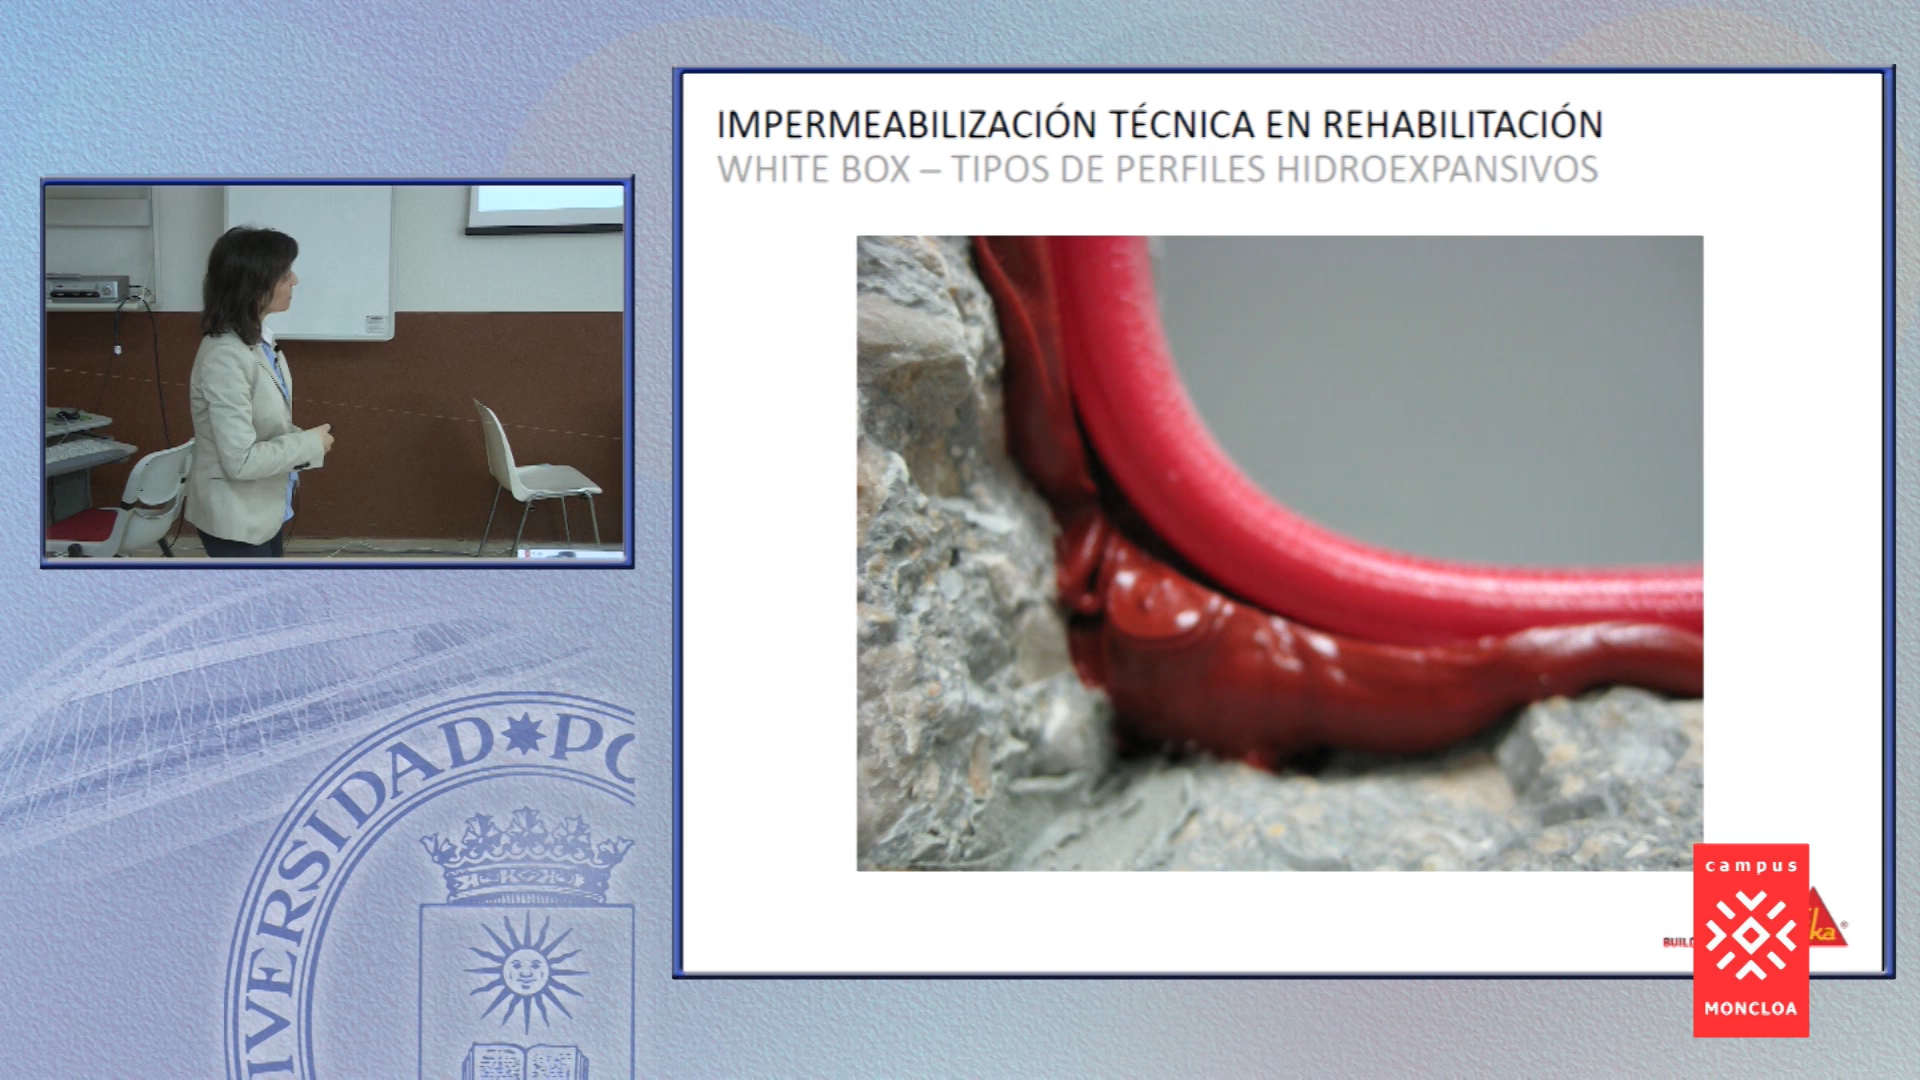 IMPERMEABILIZACIÓN TÉCNICA EN REHABILITACIÓN
WHITE BOX – TIPOS DE PERFILES HIDROEXPANSIVOS
campus
MONCLOA